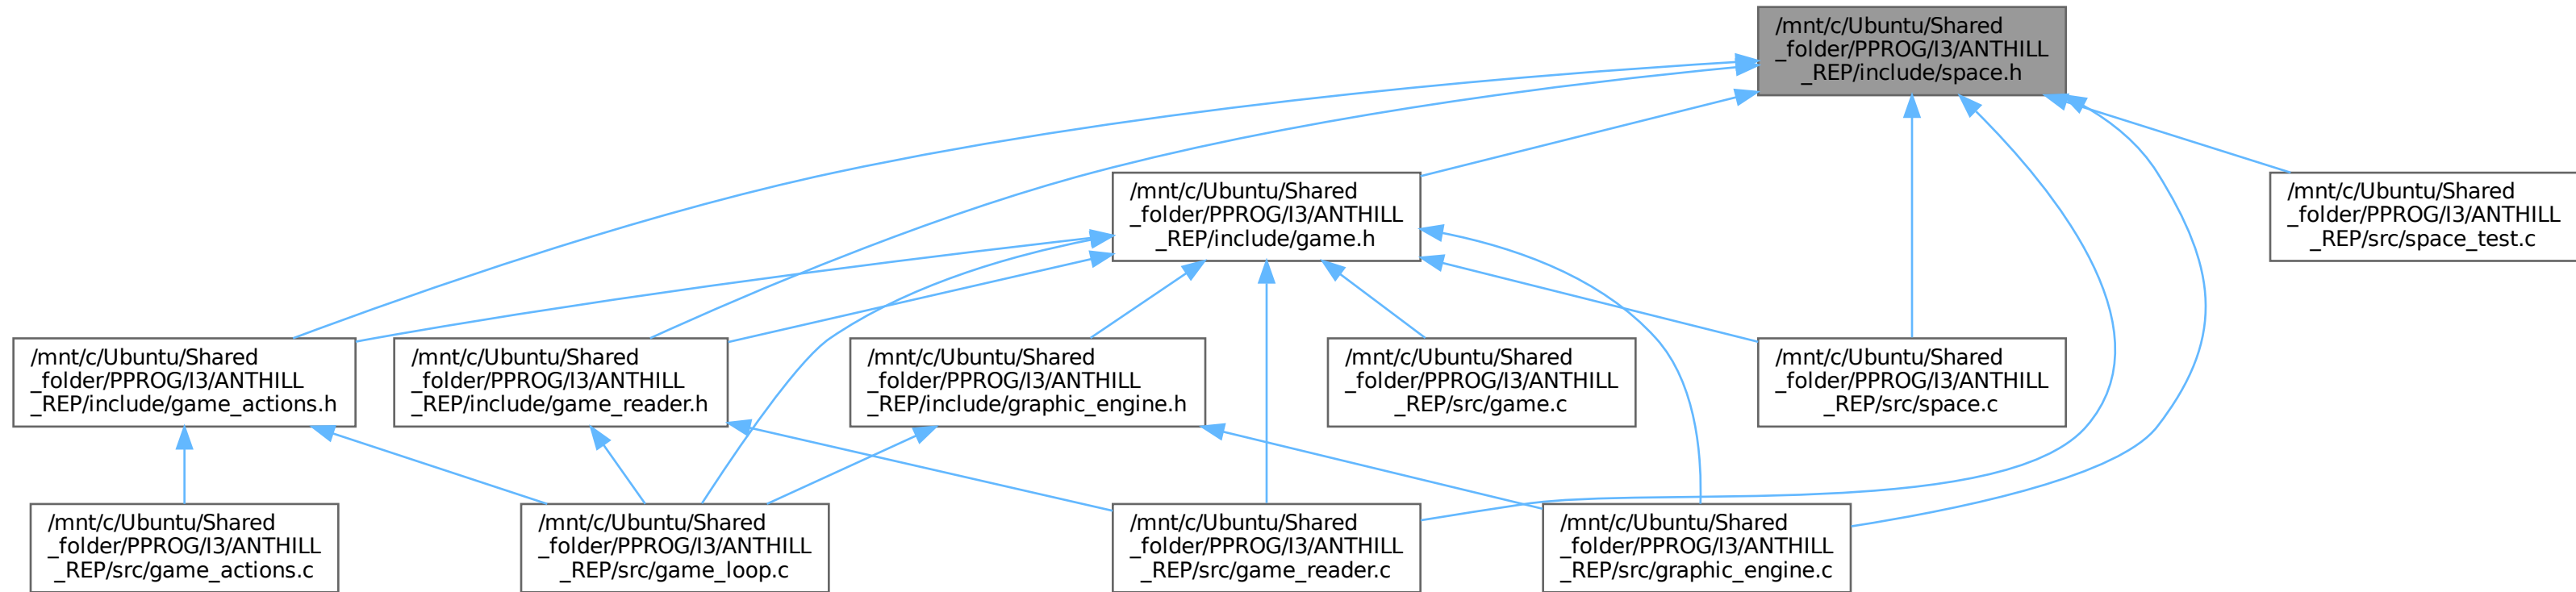 /mnt/c/Ubuntu/Shared
_folder/PPROG/I3/ANTHILL
_REP/include/space.h
/mnt/c/Ubuntu/Shared
_folder/PPROG/I3/ANTHILL
_REP/include/game.h
/mnt/c/Ubuntu/Shared
_folder/PPROG/I3/ANTHILL
_REP/src/space_test.c
/mnt/c/Ubuntu/Shared
_folder/PPROG/I3/ANTHILL
_REP/include/game_actions.h
/mnt/c/Ubuntu/Shared
_folder/PPROG/I3/ANTHILL
_REP/include/game_reader.h
/mnt/c/Ubuntu/Shared
_folder/PPROG/I3/ANTHILL
_REP/include/graphic_engine.h
/mnt/c/Ubuntu/Shared
_folder/PPROG/I3/ANTHILL
_REP/src/game.c
/mnt/c/Ubuntu/Shared
_folder/PPROG/I3/ANTHILL
_REP/src/space.c
/mnt/c/Ubuntu/Shared
_folder/PPROG/I3/ANTHILL
_REP/src/game_actions.c
/mnt/c/Ubuntu/Shared
_folder/PPROG/I3/ANTHILL
_REP/src/game_loop.c
/mnt/c/Ubuntu/Shared
_folder/PPROG/I3/ANTHILL
_REP/src/game_reader.c
/mnt/c/Ubuntu/Shared
_folder/PPROG/I3/ANTHILL
_REP/src/graphic_engine.c